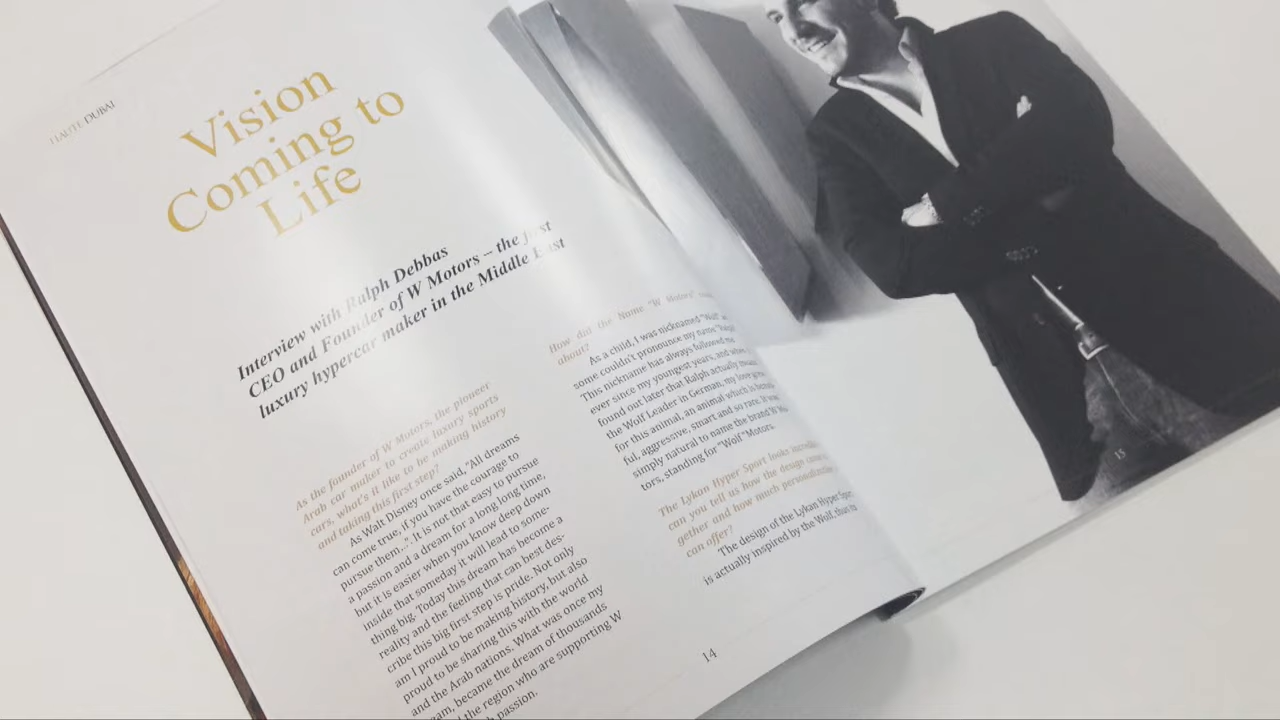 HAUTE DUBAI
Vision
Coming to
Life
Interview with Ralph Debbas
CEO and Founder of W Motors – the first
luxury hypercar maker in the Middle East
As the founder of W Motors, the pioneer
Arab car maker to create luxury sports
cars, what's it like to be making history
and taking this first step?
As Walt Disney once said, "All dreams
can come true, if you have the courage to
pursue them...". It is not that easy to pursue
a passion and a dream for a long long time,
but it is easier when you know deep down
inside that someday it will lead to some-
thing big. Today this dream has become a
reality and the feeling that can best des-
cribe this big first step is pride. Not only
am I proud to be making history, but also
proud to be sharing this with the world
and the Arab nations. What was once my
became the dream of thousands
the region who are supporting W
passion.
How did the Name "W Motors"
about?
As a child, I was nicknamed "Wolf" as
some couldn't pronounce my name "Ralph"
This nickname has always followed me
ever since my youngest years, and when
found out later that Ralph actually means
the Wolf Leader in German, my love grew
for this animal, an animal which is
ful, aggressive, smart and so rare. It was
simply natural to name the brand W Mo-
tors, standing for "Wolf" Motors.
The Lykan Hyper Sport looks
can you tell us how the design came
gether and how much personalization
can offer?
The design of the Lykan Hyper Sport
is actually inspired by the Wolf, thus its
14
15